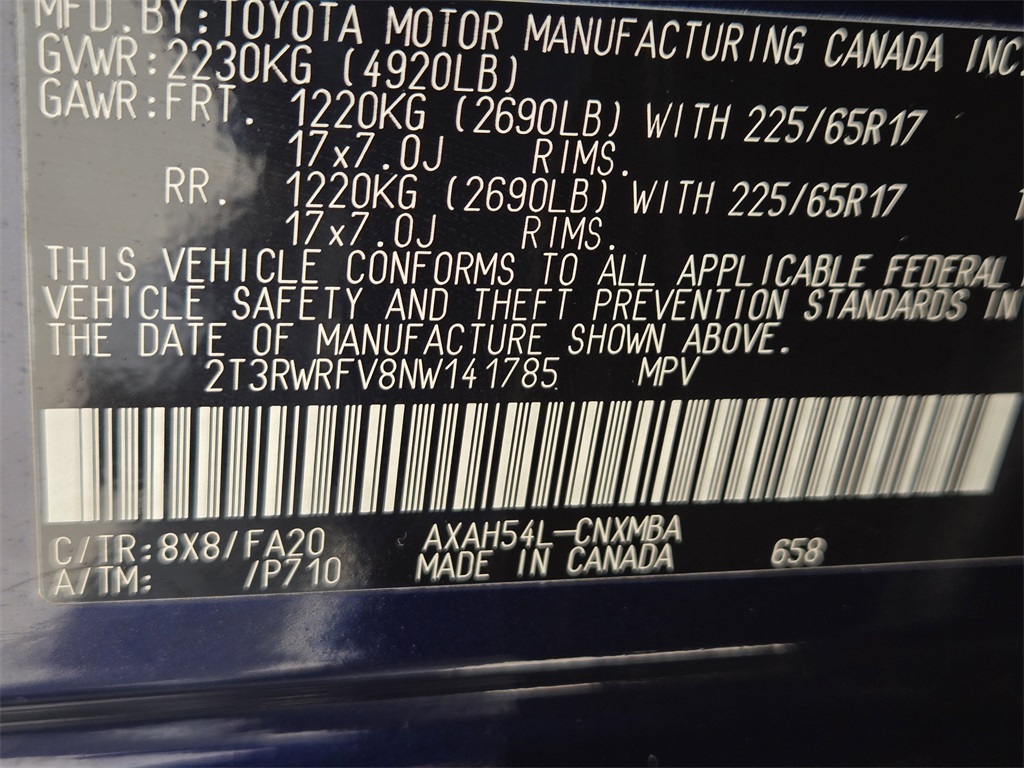 MFD.BY:TOYOTA MOTOR MANUFACTURING CANADA INC.
GVWR:2230KG (4920LB)
GAWR:FRT. 1220KG (2690LB) WITH 225/65R17
17x7.0J RIMS.
RR. 1220KG (2690LB) WITH 225/65R17
17x7.0J RIMS.
THIS VEHICLE CONFORMS TO ALL APPLICABLE FEDERAL
VEHICLE SAFETY AND THEFT PREVENTION STANDARDS IN
THE DATE OF MANUFACTURE SHOWN ABOVE.
2T3RWRFV8NW141785 MPV
C/TR:8X8/FA20 AXAH54L-CNXMBA 658
A/TM: /P710 MADE IN CANADA